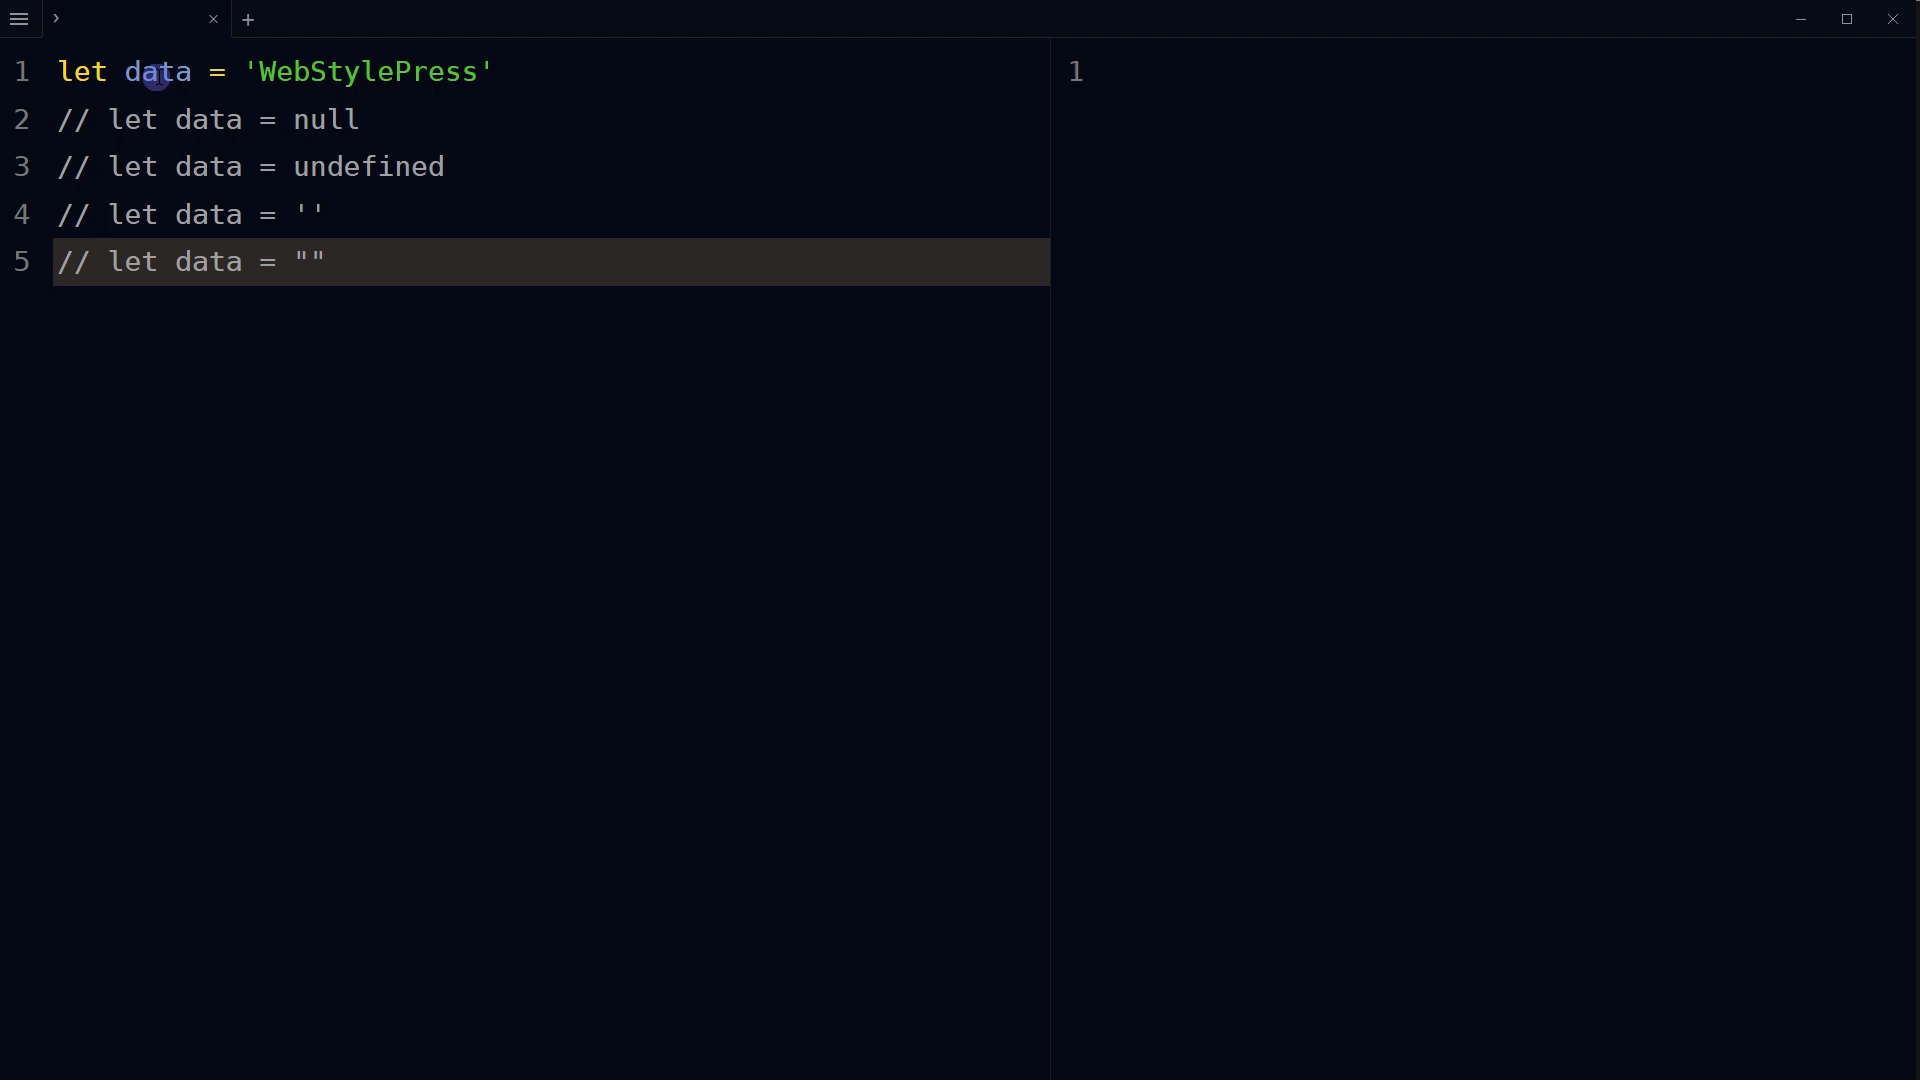 1 let data = 'WebStylePress'
2 // let data = null
3 // let data = undefined
4 // let data = ''
5 // let data = ""
1